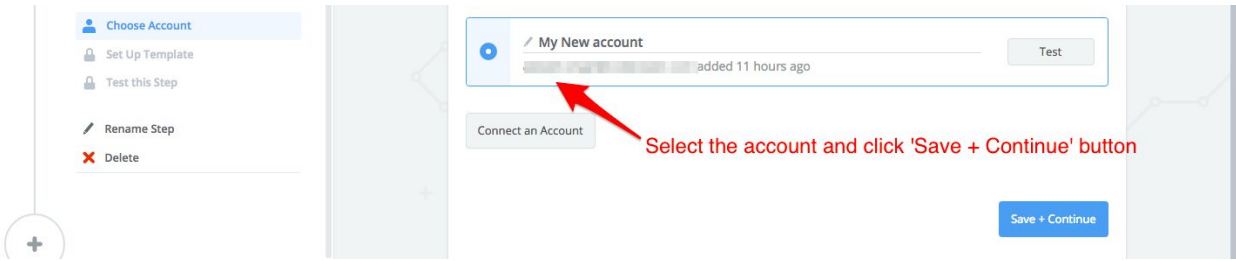 Choose Account
Set Up Template
Test this Step
Rename Step
Delete
My New account
added 11 hours ago
Test
Connect an Account
Select the account and click 'Save + Continue' button
Save + Continue